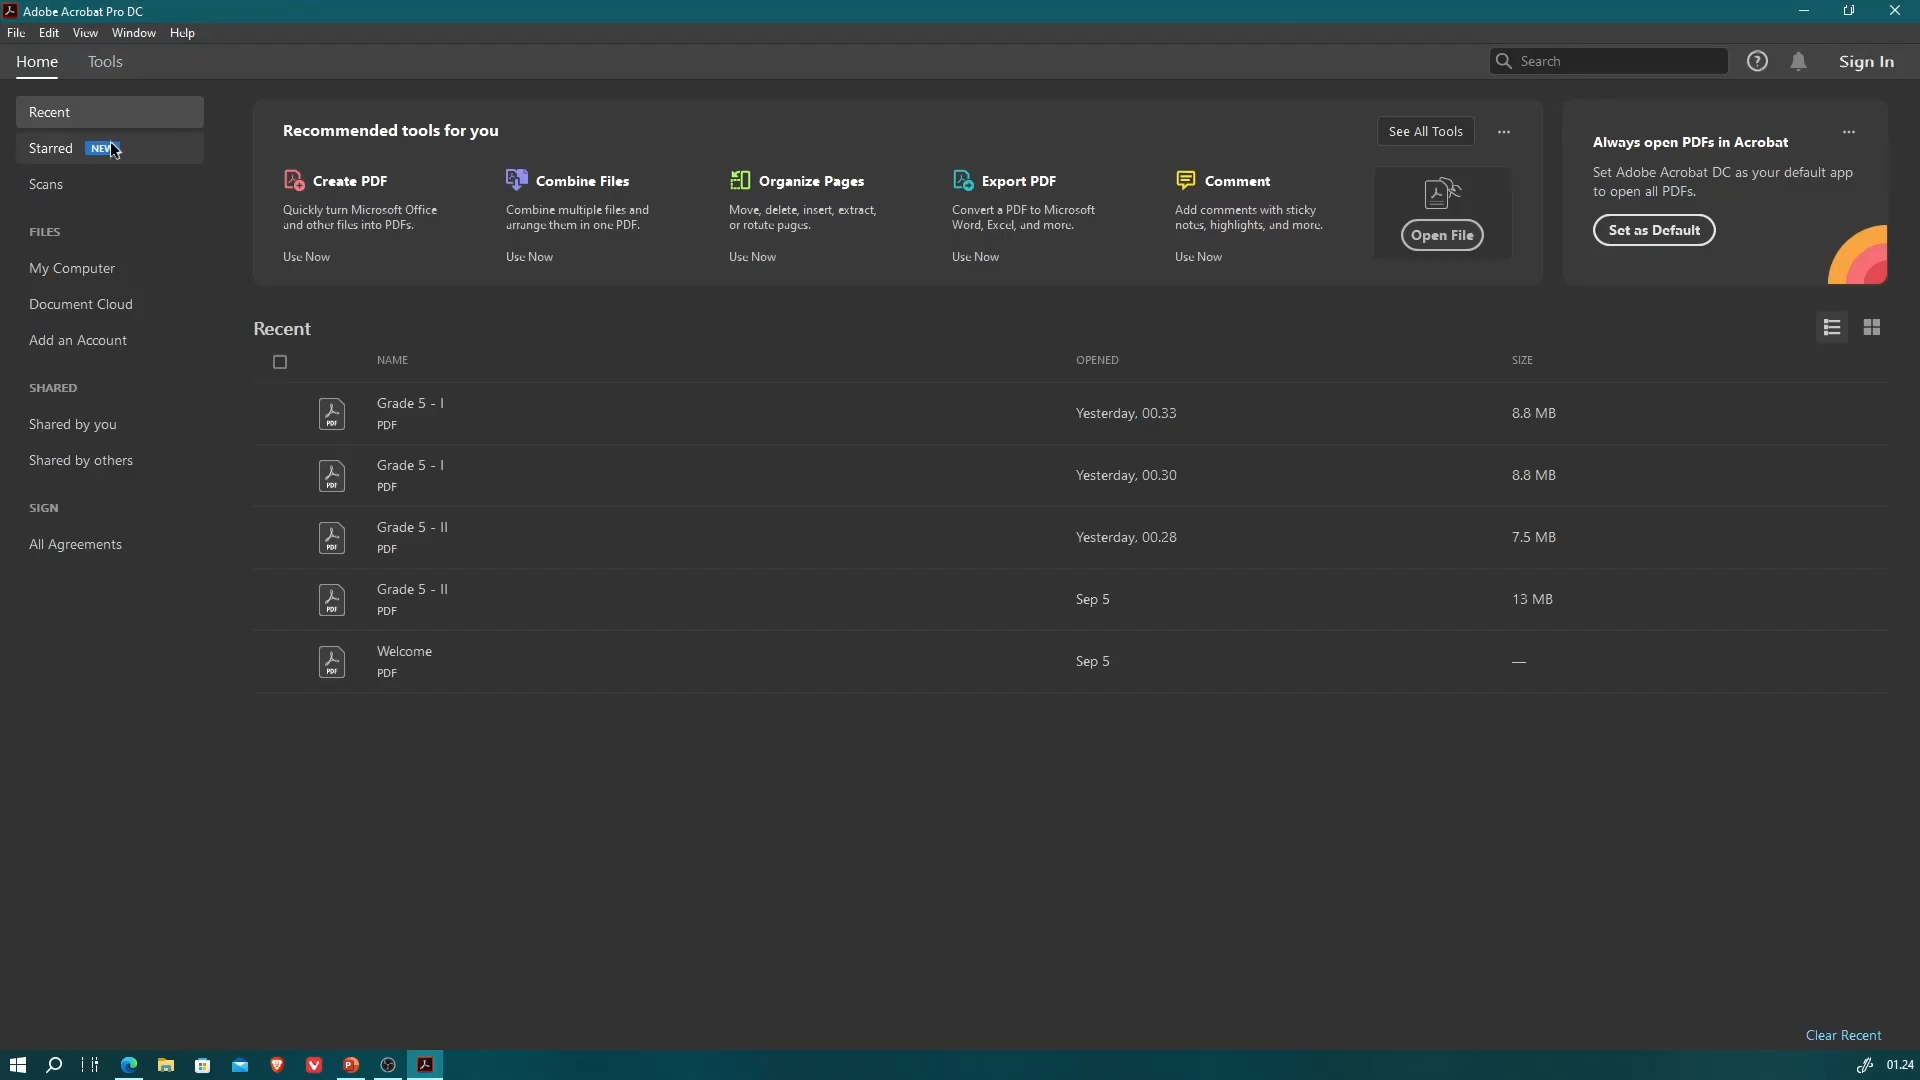 Adobe Acrobat Pro DC
File Edit View Window Help
Home Tools
Search
Sign In
Recent
Starred NEW
Scans
FILES
My Computer
Document Cloud
Add an Account
SHARED
Shared by you
Shared by others
SIGN
All Agreements
Recommended tools for you
See All Tools
Create PDF
Quickly turn Microsoft Office
and other files into PDFs.
Use Now
Combine Files
Combine multiple files and
arrange them in one PDF.
Use Now
Organize Pages
Move, delete, insert, extract,
or rotate pages.
Use Now
Export PDF
Convert a PDF to Microsoft
Word, Excel, and more.
Use Now
Comment
Add comments with sticky
notes, highlights, and more.
Use Now
Open File
Always open PDFs in Acrobat
Set Adobe Acrobat DC as your default app
to open all PDFs.
Set as Default
Recent
NAME OPENED SIZE
PDF
Grade 5 - I
PDF
Yesterday, 00.33 8.8 MB
PDF
Grade 5 - I
PDF
Yesterday, 00.30 8.8 MB
PDF
Grade 5 - II
PDF
Yesterday, 00.28 7.5 MB
PDF
Grade 5 - II
PDF
Sep 5 13 MB
PDF
Welcome
PDF
Sep 5 —
Clear Recent
01.24